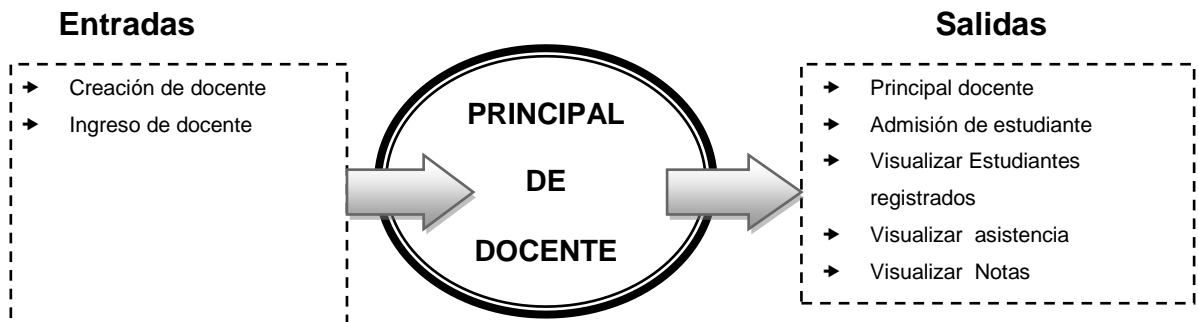 Entradas
Creación de docente
Ingreso de docente
PRINCIPAL
DE
DOCENTE
Salidas
Principal docente
Admisión de estudiante
Visualizar Estudiantes
registrados
Visualizar asistencia
Visualizar Notas